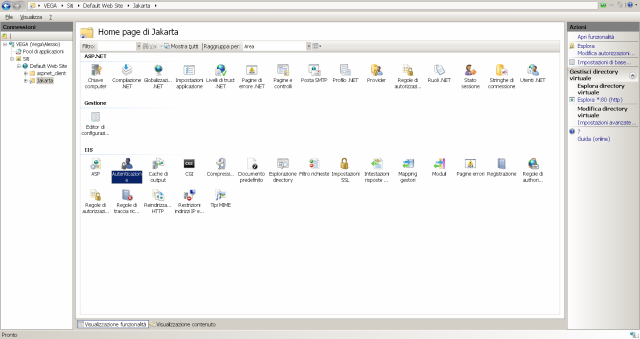 VEGA ▸ Siti ▸ Default Web Site ▸ Jakarta ▸
File Visualizza ?
Connessioni
VEGA (Vega\Alessio)
Pool di applicazioni
Siti
Default Web Site
aspnet_client
Jakarta
Home page di Jakarta
Filtro: Mostra tutti Raggruppa per: Area
ASP.NET
Chiave computer
Compilazione .NET
Globalizzazi... .NET
Impostazioni applicazione
Livelli di trust .NET
Pagine di errore .NET
Pagine e controlli
Posta SMTP
Profilo .NET
Provider
Regole di autorizzazi...
Ruoli .NET
Stato sessione
Stringhe di connessione
Utenti .NET
Gestione
Editor di configurazi...
IIS
ASP
Autenticazione
Cache di output
CGI
Compress...
Documento predefinito
Esplorazione directory
Filtro richieste
Impostazioni SSL
Intestazioni risposte ...
Mapping gestori
Moduli
Pagine errori
Registrazione
Regole di author...
Regole di autorizzazi...
Regole di traccia ric...
Reindirizza... HTTP
Restrizioni indirizzi IP e...
Tipi MIME
Visualizzazione funzionalità Visualizzazione contenuto
Azioni
Apri funzionalità
Esplora
Modifica autorizzazioni...
Impostazioni di base...
Gestisci directory virtuale
Esplora directory virtuale
Esplora *:80 (http)
Modifica directory virtuale
Impostazioni avanzate...
?
Guida (online)
Pronto